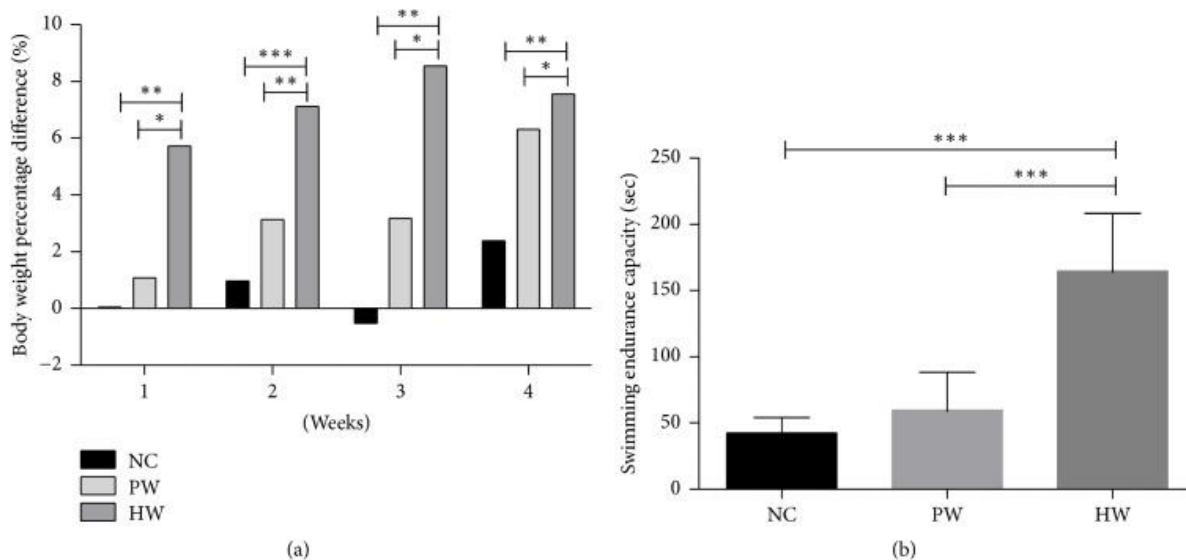 10
8
6
4
2
0
−2
Body weight percentage difference (%)
** *
*** **
** *
** *
1 2 3 4
(Weeks)
NC
PW
HW
(a)
250
200
150
100
50
0
Swimming endurance capacity (sec)
***
***
NC PW HW
(b)